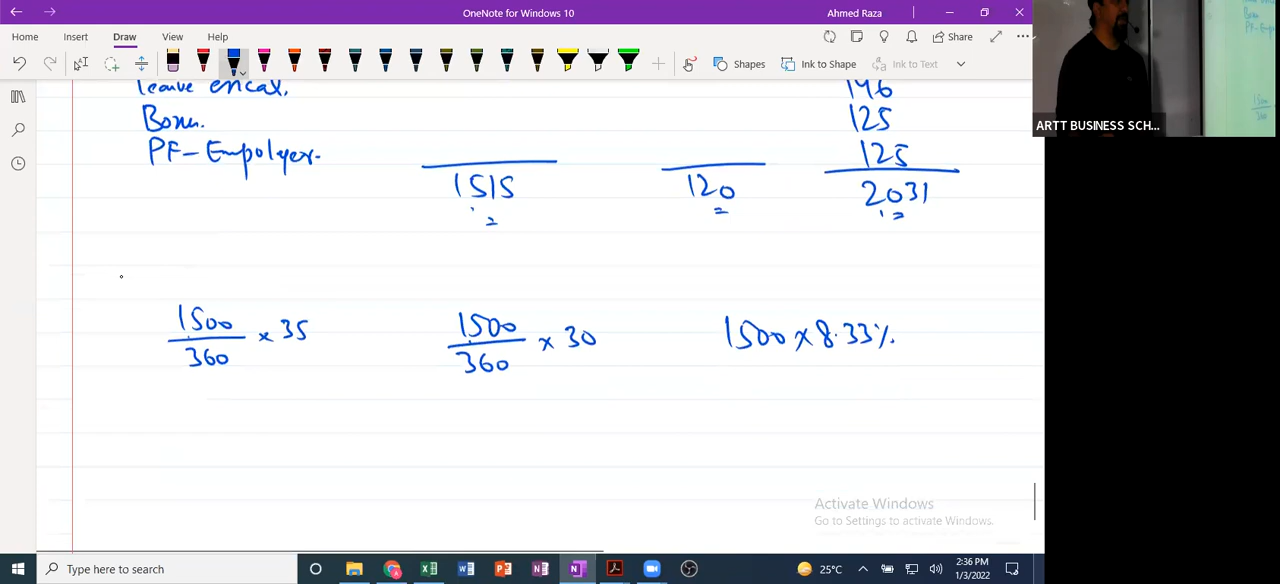 OneNote for Windows 10
Ahmed Raza
Home Insert Draw View Help
Share
Shapes Ink to Shape Ink to Text
ARTT BUSINESS SCH...
leave encal. 146
Bonu. 125
PF-Empolyer. 125
1515 120 2031
1500/360 × 35 1500/360 × 30 1500 × 8.33%
Activate Windows
Go to Settings to activate Windows.
Type here to search
25°C
2:36 PM
1/3/2022